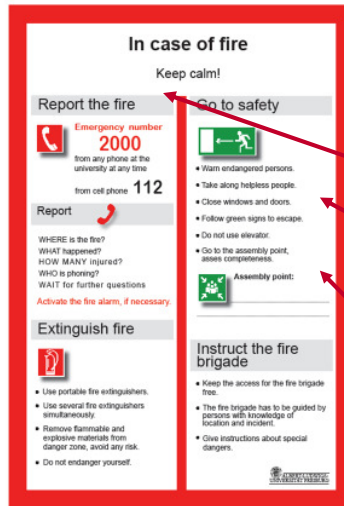 In case of fire
Keep calm!
Report the fire
Emergency number
2000
from any phone at the
university at any time
from cell phone 112
Report
WHERE is the fire?
WHAT happened?
HOW MANY injured?
WHO is phoning?
WAIT for further questions
Activate the fire alarm, if necessary.
Extinguish fire
Use portable fire extinguishers.
Use several fire extinguishers
simultaneously.
Remove flammable and
explosive materials from
danger zone, avoid any risk.
Do not endanger yourself.
Go to safety
Warn endangered persons.
Take along helpless people.
Close windows and doors.
Follow green signs to escape.
Do not use elevator.
Go to the assembly point,
asses completeness.
Assembly point:
Instruct the fire
brigade
Keep the access for the fire brigade
free.
The fire brigade has to be guided by
persons with knowledge of
location and incident.
Give instructions about special
dangers.
ALBERT-LUDWIGS-
UNIVERSITÄT FREIBURG